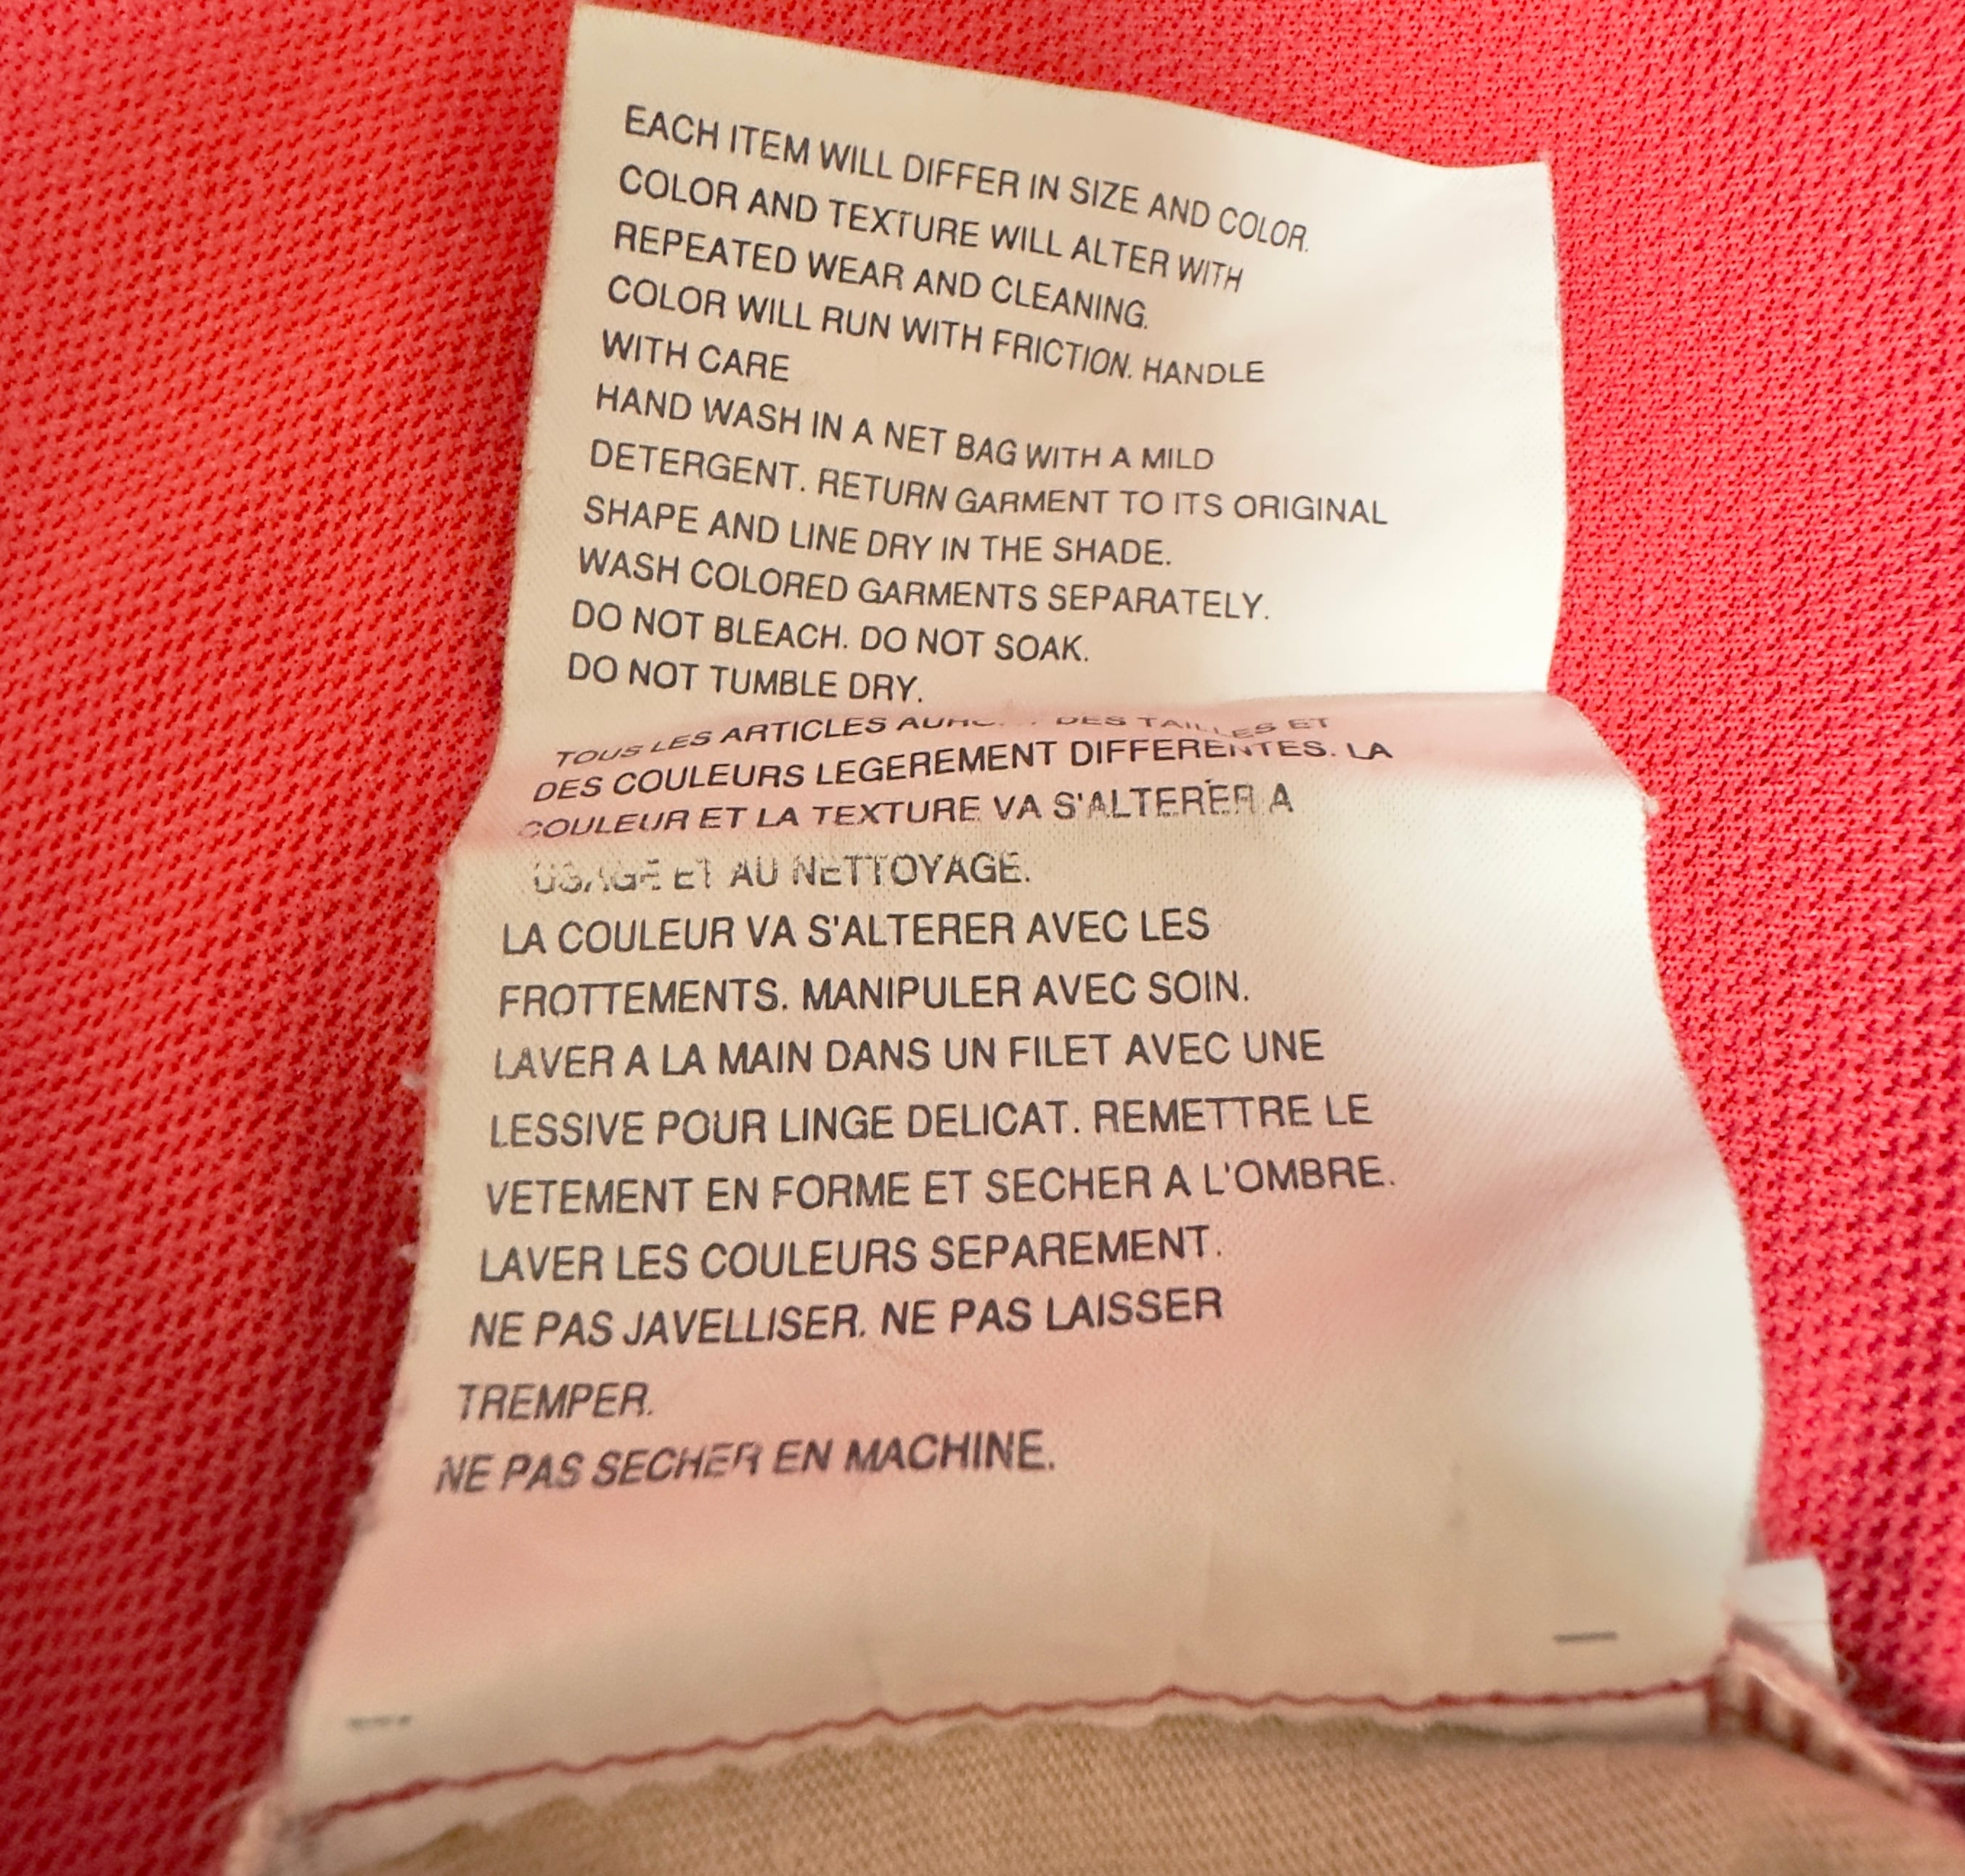 EACH ITEM WILL DIFFER IN SIZE AND COLOR.
COLOR AND TEXTURE WILL ALTER WITH
REPEATED WEAR AND CLEANING.
COLOR WILL RUN WITH FRICTION. HANDLE
WITH CARE
HAND WASH IN A NET BAG WITH A MILD
DETERGENT. RETURN GARMENT TO ITS ORIGINAL
SHAPE AND LINE DRY IN THE SHADE.
WASH COLORED GARMENTS SEPARATELY.
DO NOT BLEACH. DO NOT SOAK.
DO NOT TUMBLE DRY.
TOUS LES ARTICLES DES TAILLES ET
DES COULEURS LEGEREMENT DIFFERENTES. LA
COULEUR ET LA TEXTURE VA S'ALTERER A
USAGE ET AU NETTOYAGE.
LA COULEUR VA S'ALTERER AVEC LES
FROTTEMENTS. MANIPULER AVEC SOIN.
LAVER A LA MAIN DANS UN FILET AVEC UNE
LESSIVE POUR LINGE DELICAT. REMETTRE LE
VETEMENT EN FORME ET SECHER A L'OMBRE.
LAVER LES COULEURS SEPAREMENT.
NE PAS JAVELLISER. NE PAS LAISSER
TREMPER.
NE PAS SECHER EN MACHINE.